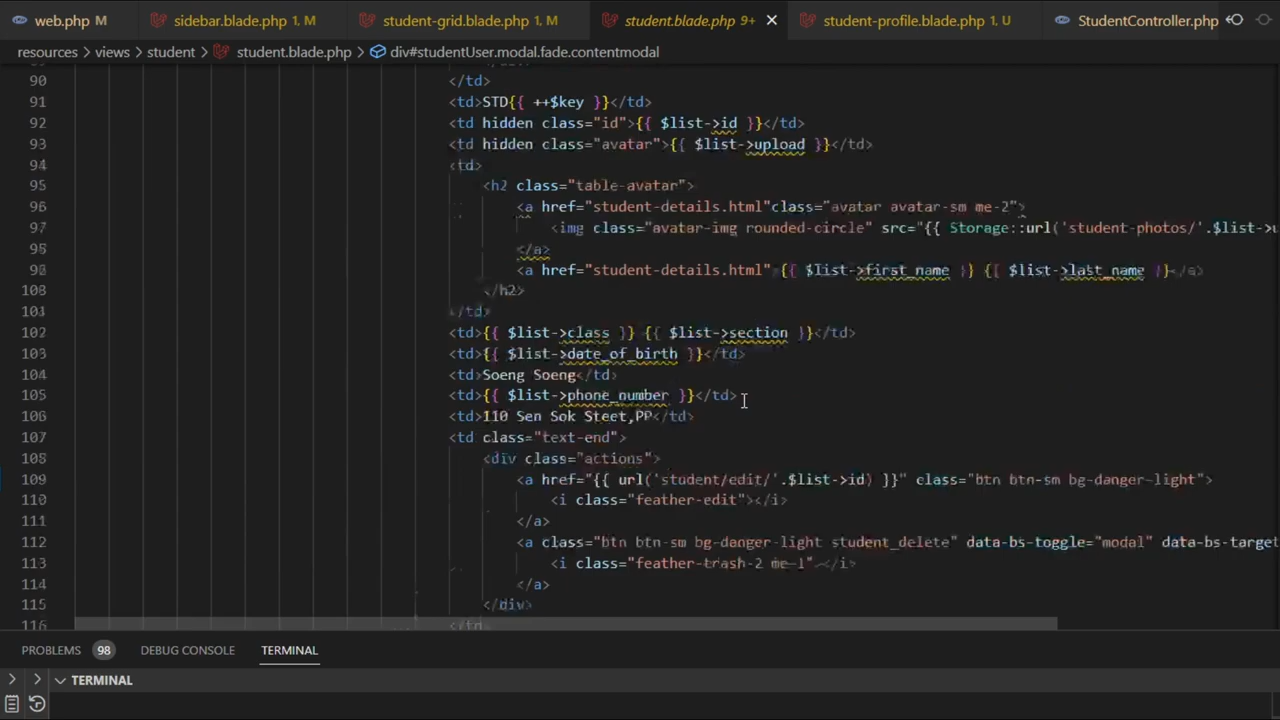 web.php M sidebar.blade.php 1, M student-grid.blade.php 1, M student.blade.php 9+ × student-profile.blade.php 1, U StudentController.php
resources > views > student > student.blade.php > div#studentUser.modal.fade.contentmodal
90 </td>
91 <td>STD{{ ++$key }}</td>
92 <td hidden class="id">{{ $list->id }}</td>
93 <td hidden class="avatar">{{ $list->upload }}</td>
94 <td>
95 <h2 class="table-avatar">
96 <a href="student-details.html"class="avatar avatar-sm me-2">
97 <img class="avatar-img rounded-circle" src="{{ Storage::url('student-photos/'.$list->u
98 </a>
<a href="student-details.html" {{ $list->first_name }} {{ $list->last_name }}</a>
</h2>
</td>
102 <td>{{ $list->class }} {{ $list->section }}</td>
103 <td>{{ $list->date_of_birth }}</td>
104 <td>Soeng Soeng</td>
105 <td>{{ $list->phone_number }}</td>
106 <td>110 Sen Sok Steet,PP</td>
107 <td class="text-end">
108 <div class="actions">
109 <a href="{{ url('student/edit/'.$list->id) }}" class="btn btn-sm bg-danger-light">
110 <i class="feather-edit"></i>
111 </a>
112 <a class="btn btn-sm bg-danger-light student_delete" data-bs-toggle="modal" data-bs-target
113 <i class="feather-trash-2 me-1"></i>
114 </a>
115 </div>
116
PROBLEMS 98 DEBUG CONSOLE TERMINAL
TERMINAL